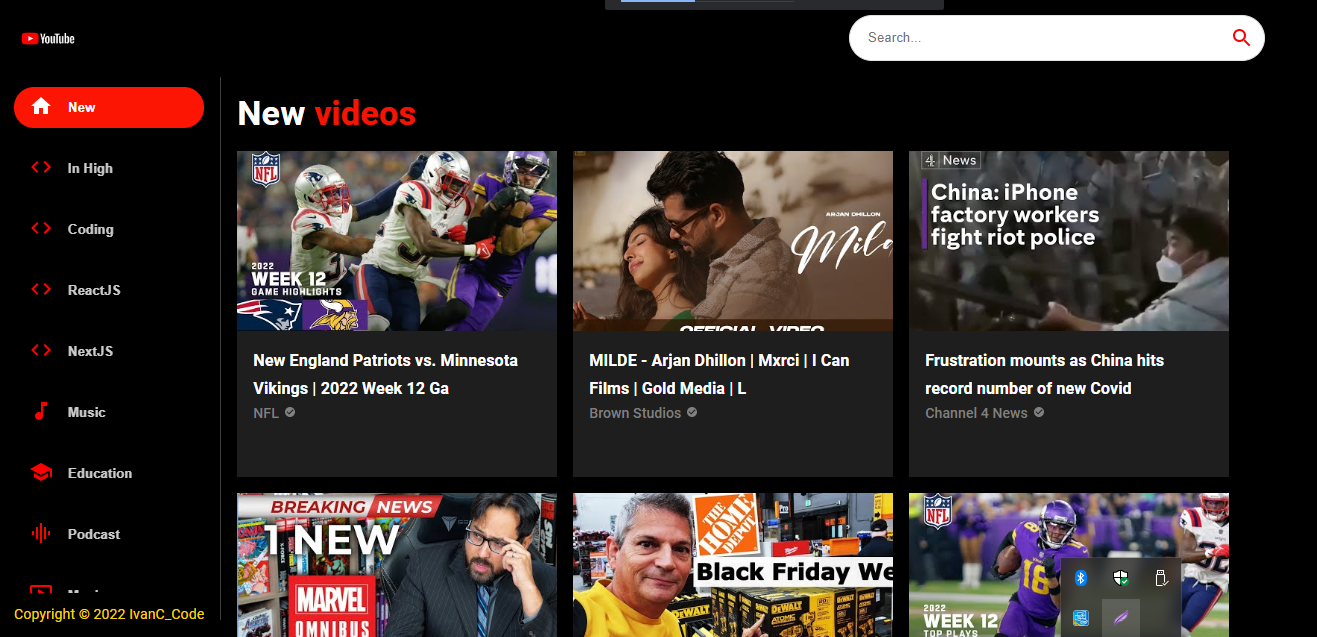 YouTube
Search...
New
In High
Coding
ReactJS
NextJS
Music
Education
Podcast
Copyright © 2022 IvanC_Code
New videos
NFL
2022
WEEK 12
GAME HIGHLIGHTS
New England Patriots vs. Minnesota
Vikings | 2022 Week 12 Ga
NFL
ARJAN DHILLON
OFFICIAL VIDEO
MILDE - Arjan Dhillon | Mxrci | I Can
Films | Gold Media | L
Brown Studios
4 News
China: iPhone
factory workers
fight riot police
Frustration mounts as China hits
record number of new Covid
Channel 4 News
BREAKING NEWS
1 NEW
MARVEL
OMNIBUS
THE
HOME
DEPOT
Milwaukee
Black Friday We
DEWALT
DEWALT
ATOMIC
NFL
18
2022
WEEK 12
TOP PLAYS